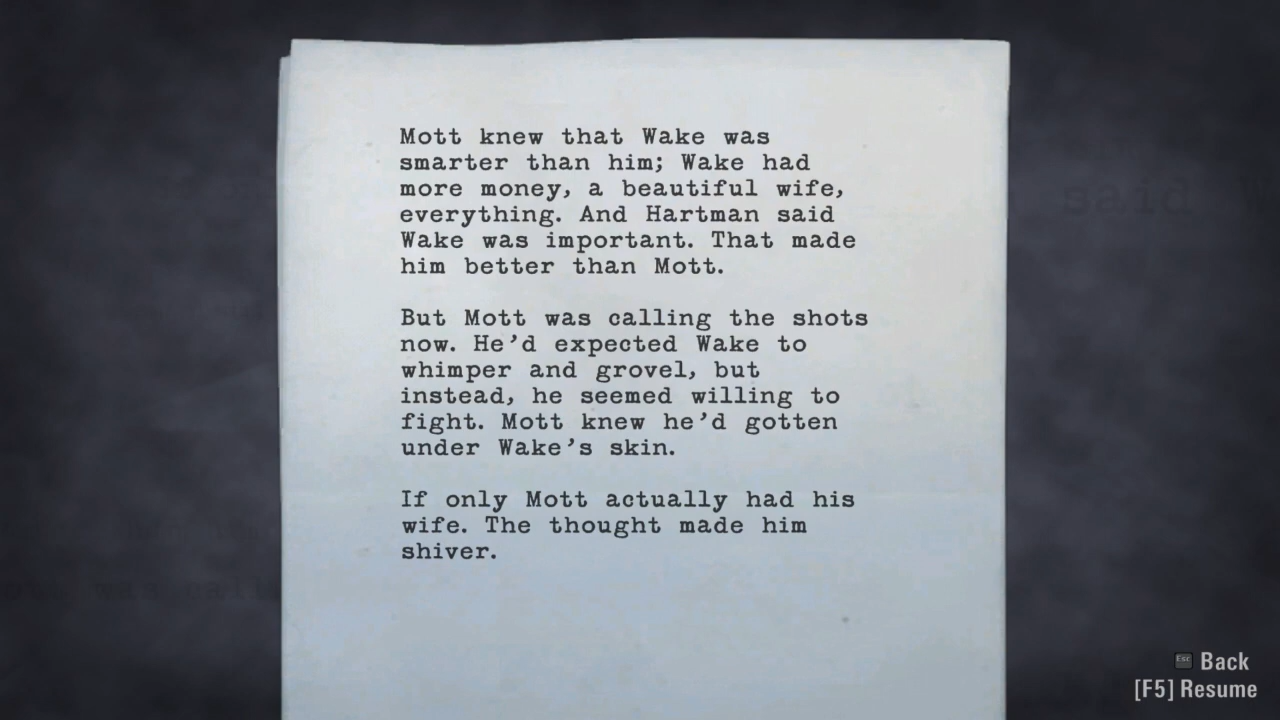 Mott knew that Wake was
smarter than him; Wake had
more money, a beautiful wife,
everything. And Hartman said
Wake was important. That made
him better than Mott.
But Mott was calling the shots
now. He’d expected Wake to
whimper and grovel, but
instead, he seemed willing to
fight. Mott knew he’d gotten
under Wake’s skin.
If only Mott actually had his
wife. The thought made him
shiver.
said
Esc Back
[F5] Resume